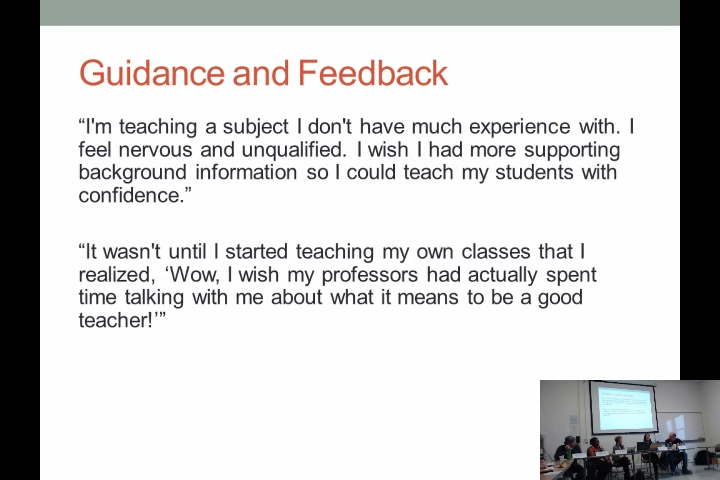 Guidance and Feedback
“I'm teaching a subject I don't have much experience with. I
feel nervous and unqualified. I wish I had more supporting
background information so I could teach my students with
confidence.”
“It wasn't until I started teaching my own classes that I
realized, ‘Wow, I wish my professors had actually spent
time talking with me about what it means to be a good
teacher!’”